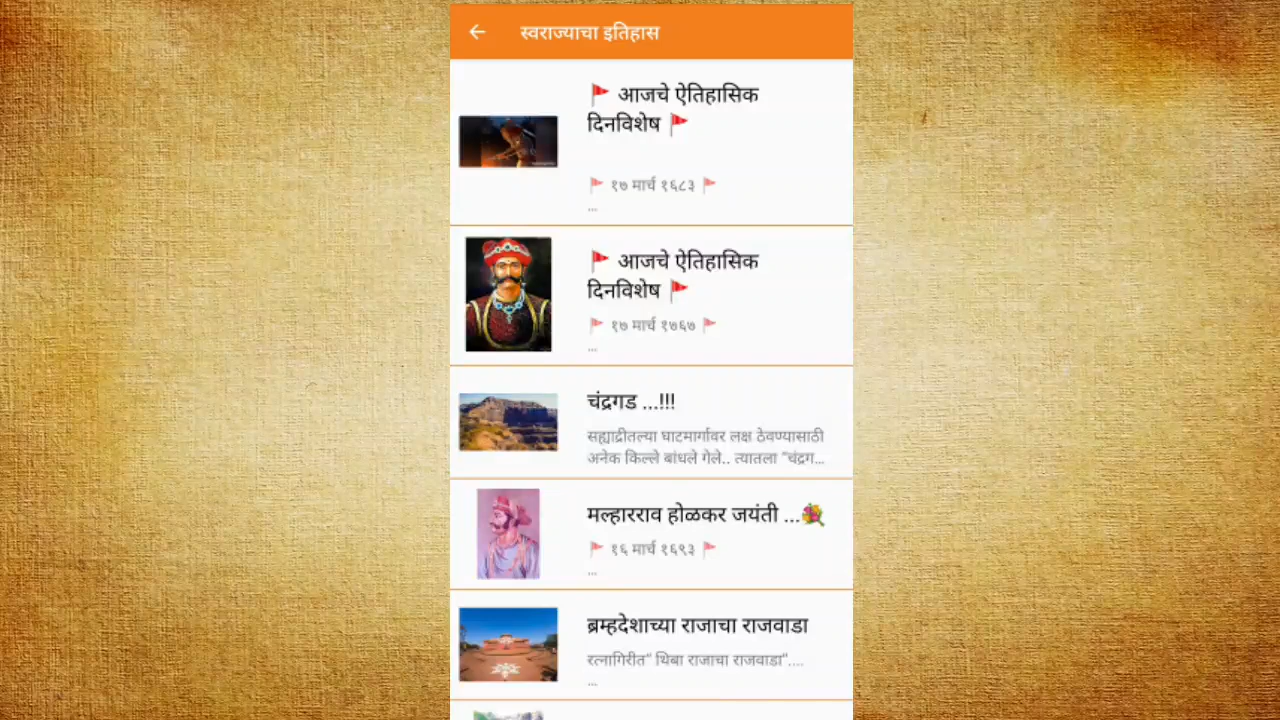 स्वराज्याचा इतिहास
🚩 आजचे ऐतिहासिक
दिनविशेष 🚩
🚩 १७ मार्च १६८३ 🚩
...
🚩 आजचे ऐतिहासिक
दिनविशेष 🚩
🚩 १७ मार्च १७६७ 🚩
...
चंद्रगड ...!!!
सह्याद्रीतल्या घाटमार्गावर लक्ष ठेवण्यासाठी
अनेक किल्ले बांधले गेले.. त्यातला "चंद्रग...
मल्हारराव होळकर जयंती ...💐
🚩 १६ मार्च १६९३ 🚩
...
ब्रम्हदेशाच्या राजाचा राजवाडा
रत्नागिरीत" थिबा राजाचा राजवाडा"....
...